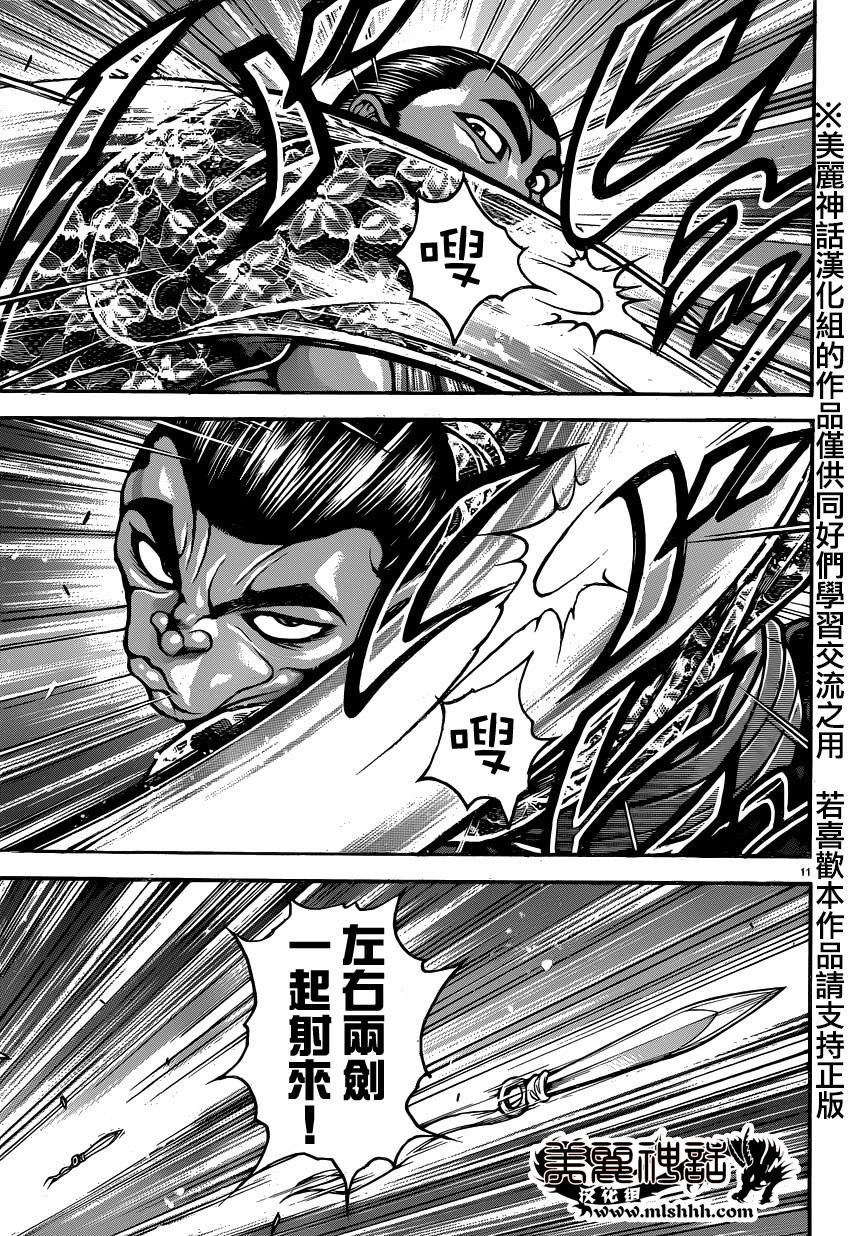 嗖
嗖
11
左右兩劍
一起射來！
美麗神話
汉化组
www.mlshhh.com
※美麗神話漢化組的作品僅供同好們學習交流之用 若喜歡本作品請支持正版